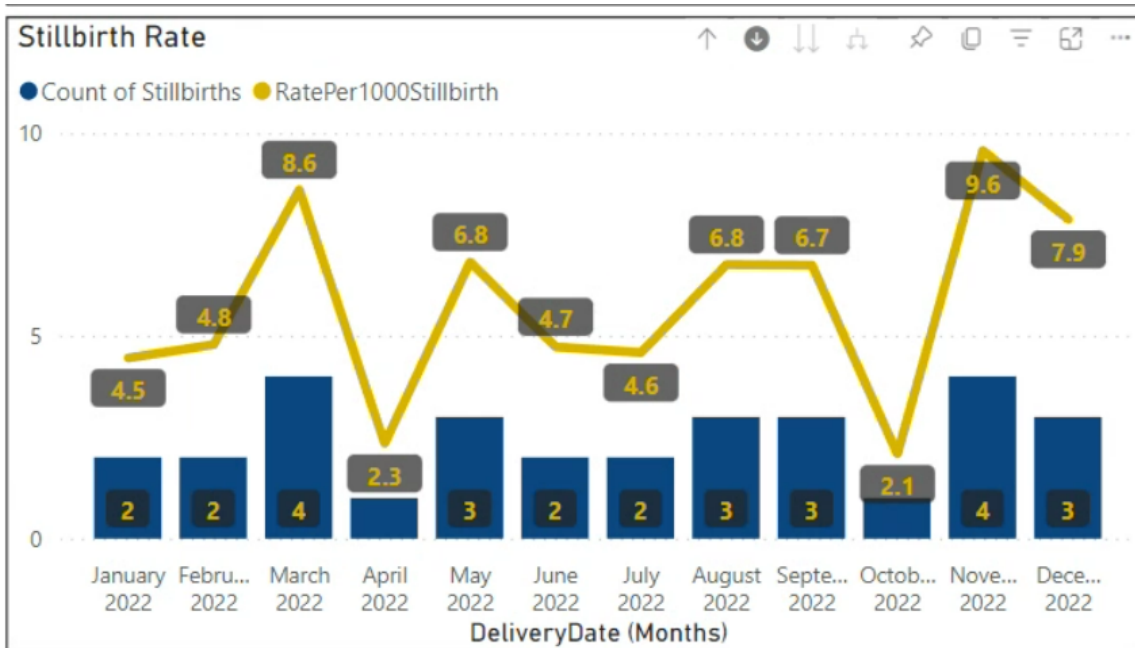 Stillbirth Rate
Count of Stillbirths RatePer1000Stillbirth
10
5
0
8.6
9.6
6.8
6.8
6.7
7.9
4.8
4.7
4.5
4.6
2.3
2.1
2 2 4 3 2 2 3 3 4 3
January Febru... March April May June July August Septe... Octob... Nove... Dece...
2022 2022 2022 2022 2022 2022 2022 2022 2022 2022 2022 2022
DeliveryDate (Months)